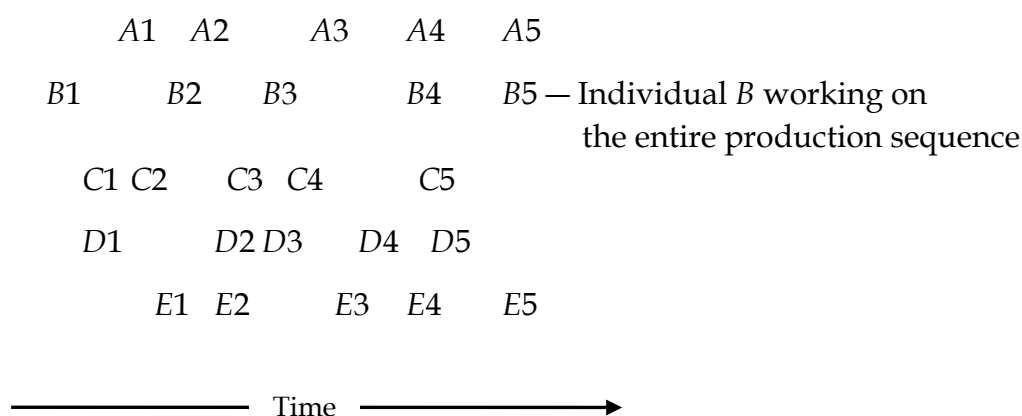 A1 A2 A3 A4 A5
B1 B2 B3 B4 B5 — Individual B working on
the entire production sequence
C1 C2 C3 C4 C5
D1 D2 D3 D4 D5
E1 E2 E3 E4 E5
Time